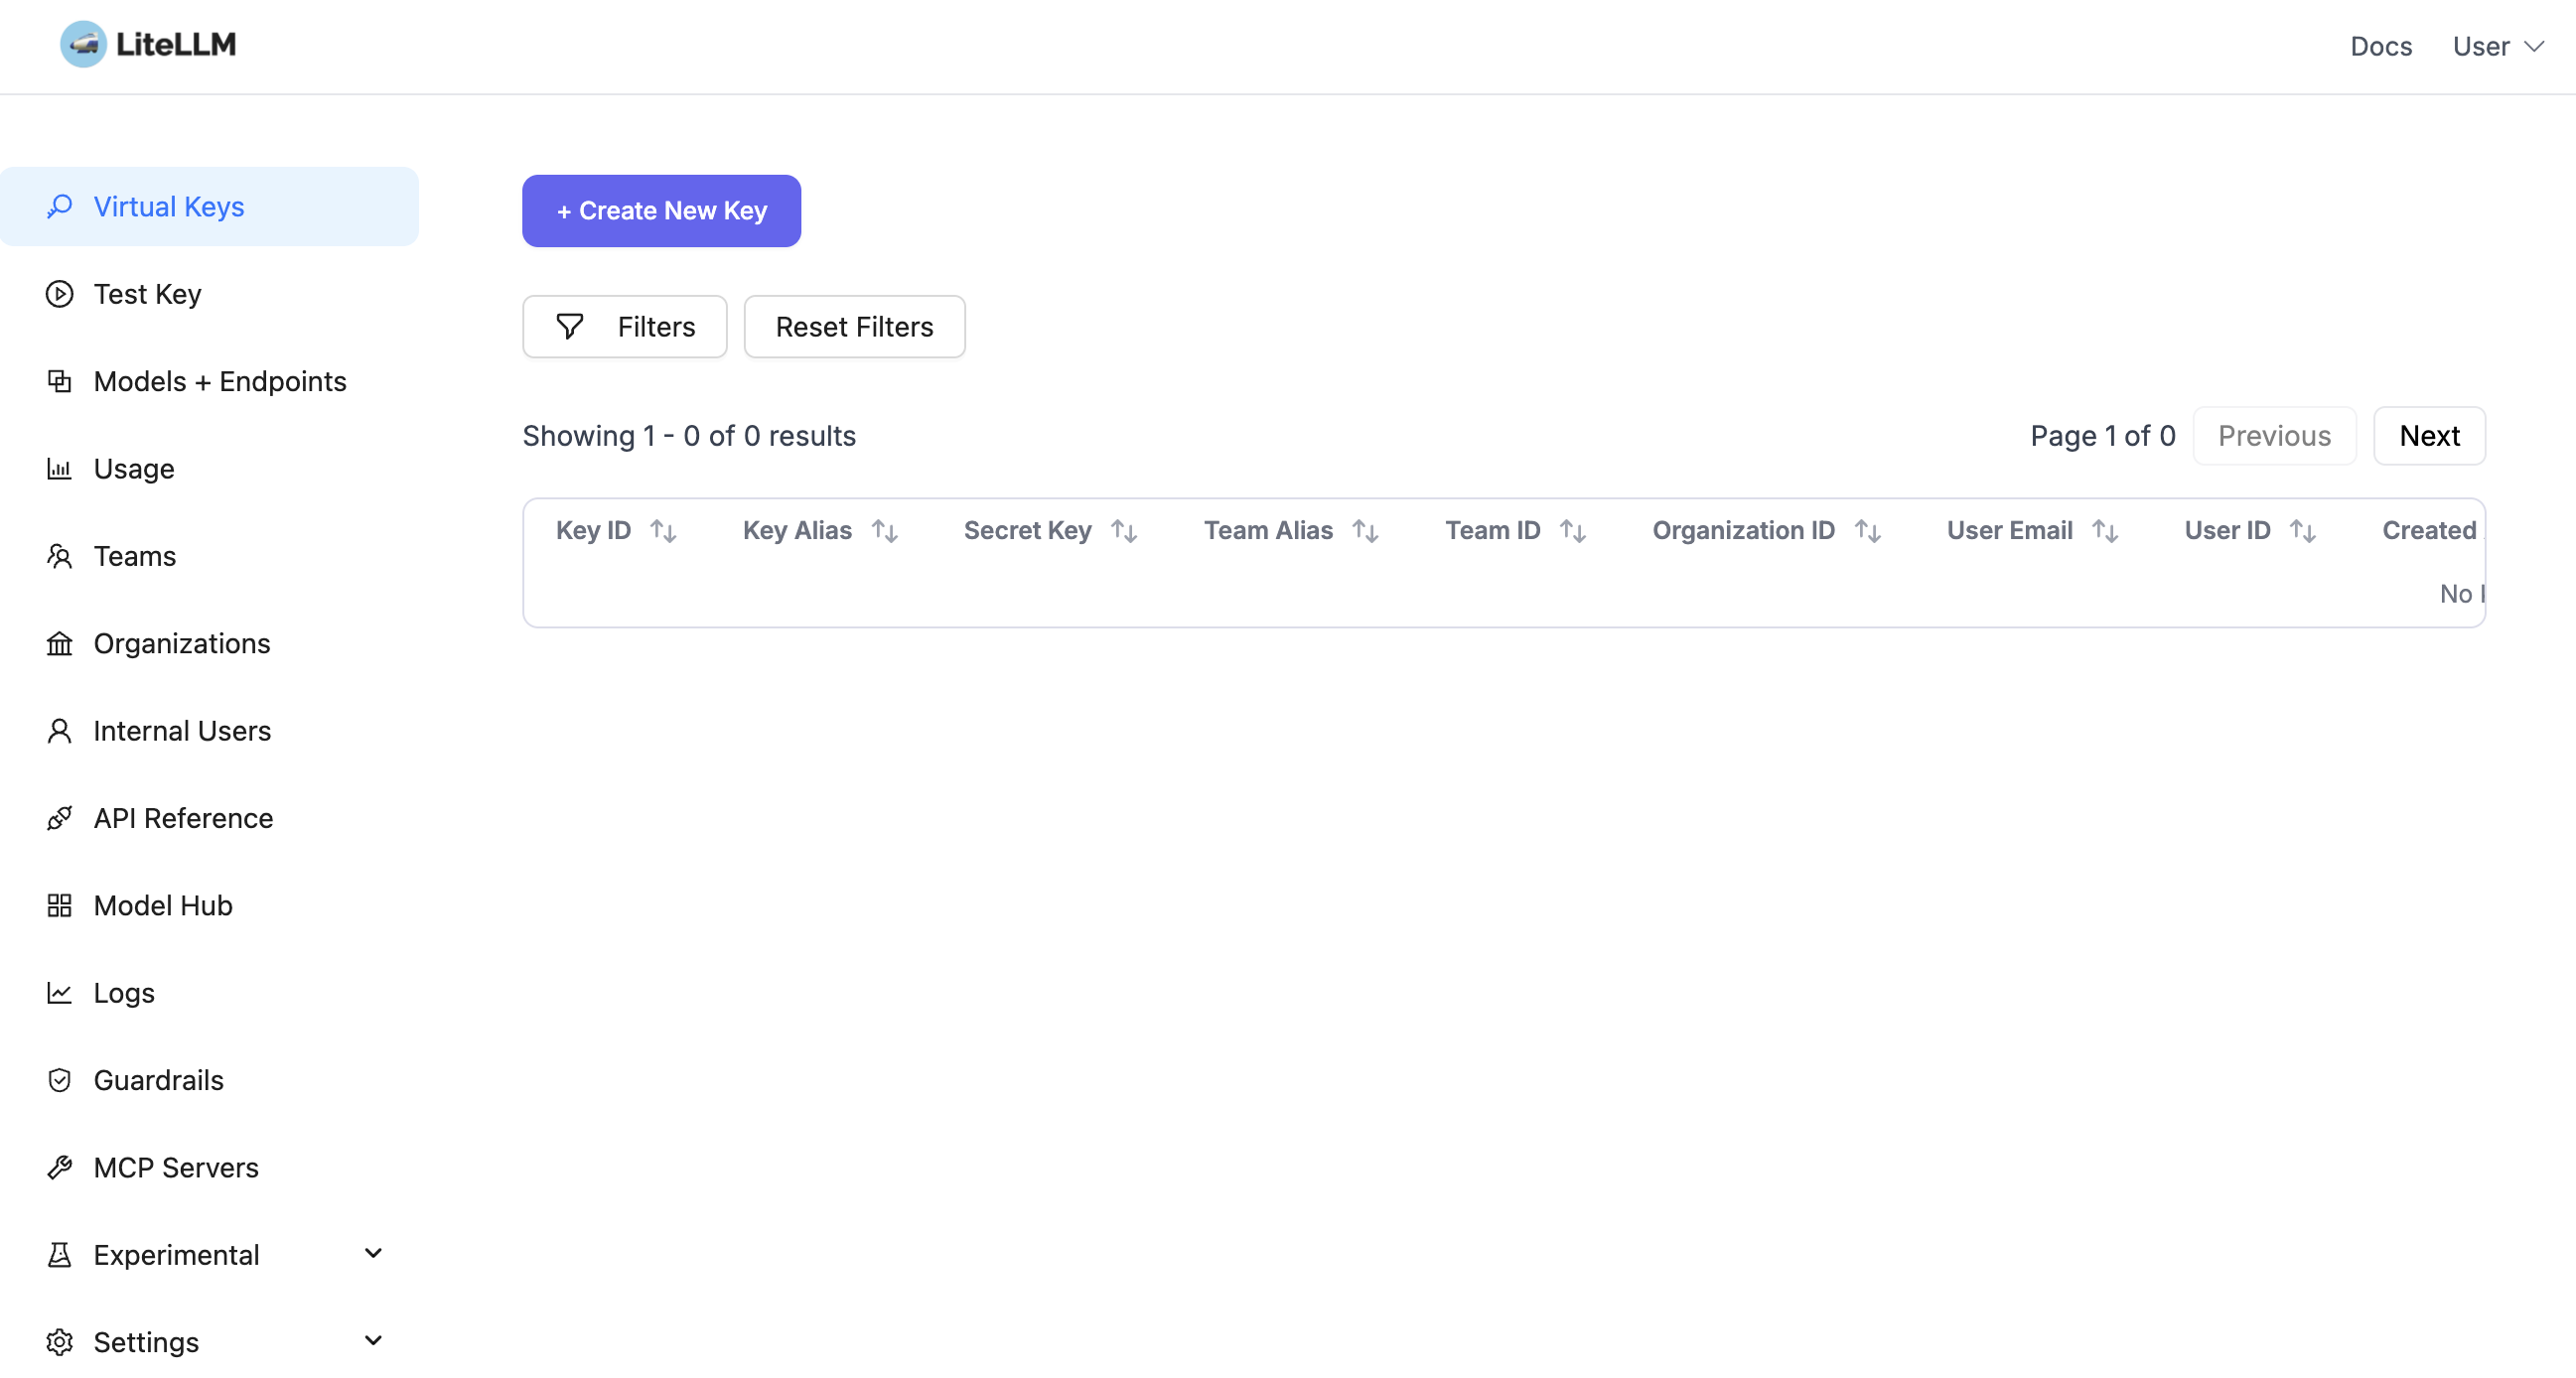 LiteLLM
Docs User
Virtual Keys
Test Key
Models + Endpoints
Usage
Teams
Organizations
Internal Users
API Reference
Model Hub
Logs
Guardrails
MCP Servers
Experimental
Settings
+ Create New Key
Filters Reset Filters
Showing 1 - 0 of 0 results Page 1 of 0 Previous Next
Key ID Key Alias Secret Key Team Alias Team ID Organization ID User Email User ID Created
No